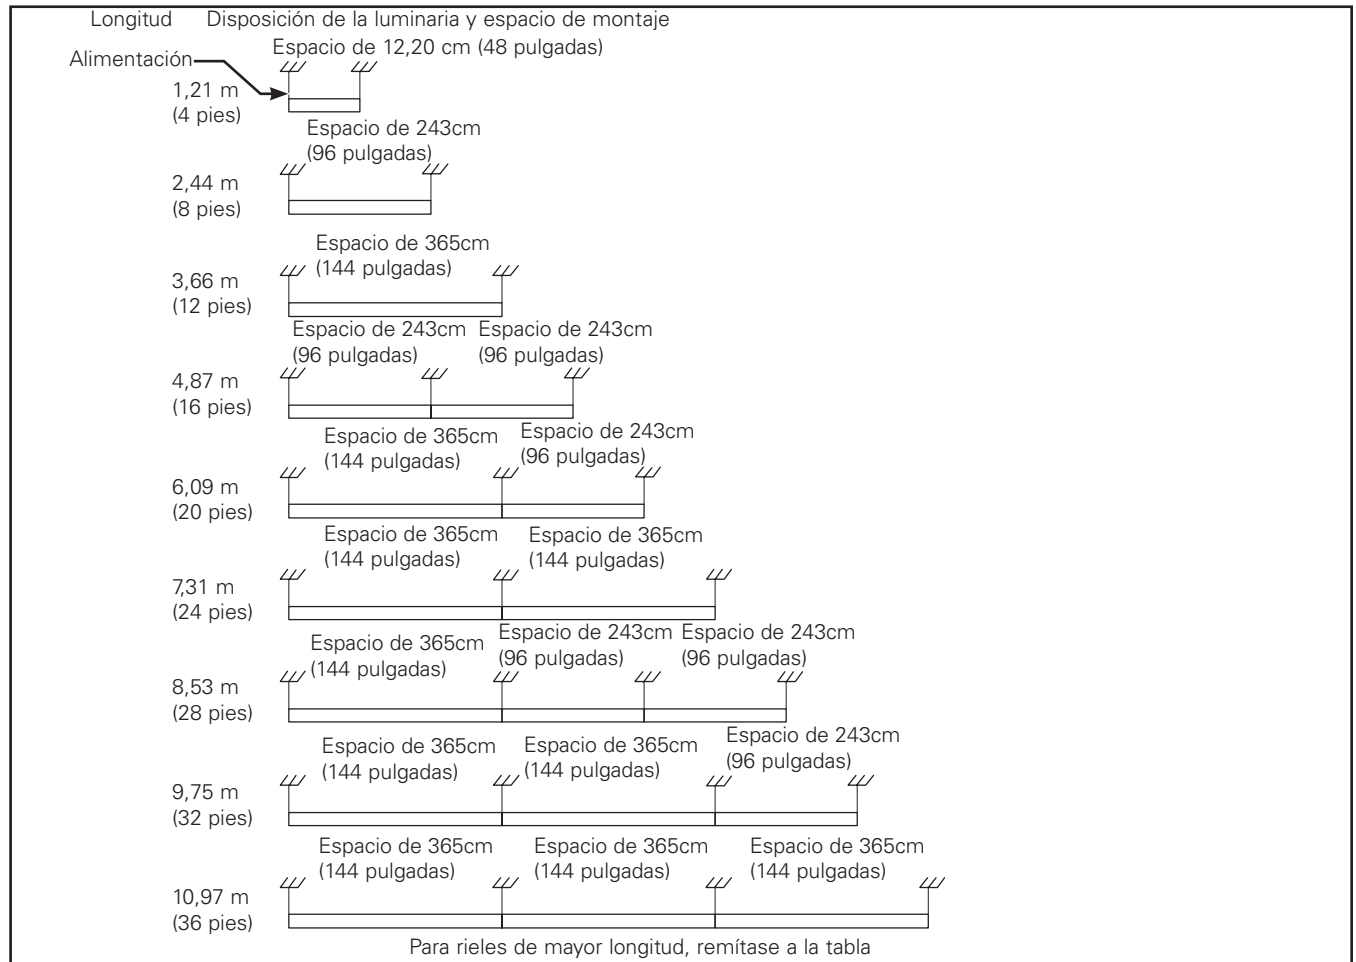 Longitud Disposición de la luminaria y espacio de montaje
Espacio de 12,20 cm (48 pulgadas)
Alimentación
1,21 m
(4 pies)
Espacio de 243cm
(96 pulgadas)
2,44 m
(8 pies)
Espacio de 365cm
(144 pulgadas)
3,66 m
(12 pies)
Espacio de 243cm Espacio de 243cm
(96 pulgadas) (96 pulgadas)
4,87 m
(16 pies)
Espacio de 365cm Espacio de 243cm
(144 pulgadas) (96 pulgadas)
6,09 m
(20 pies)
Espacio de 365cm Espacio de 365cm
(144 pulgadas) (144 pulgadas)
7,31 m
(24 pies)
Espacio de 365cm Espacio de 243cm Espacio de 243cm
(144 pulgadas) (96 pulgadas) (96 pulgadas)
8,53 m
(28 pies)
Espacio de 365cm Espacio de 365cm Espacio de 243cm
(144 pulgadas) (144 pulgadas) (96 pulgadas)
9,75 m
(32 pies)
Espacio de 365cm Espacio de 365cm Espacio de 365cm
(144 pulgadas) (144 pulgadas) (144 pulgadas)
10,97 m
(36 pies)
Para rieles de mayor longitud, remítase a la tabla